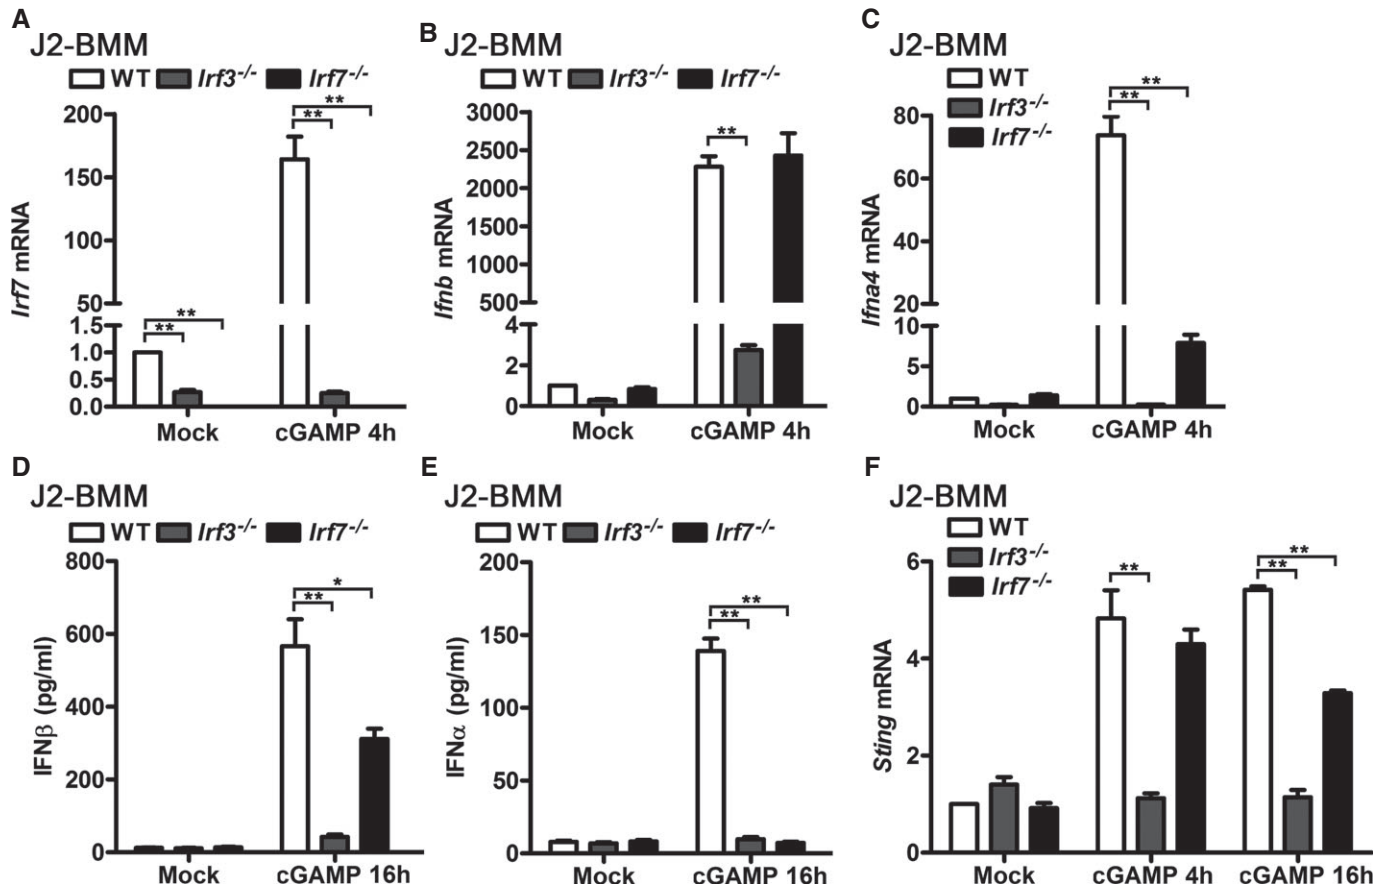 A
J2-BMM
WT Irf3-/- Irf7-/-
** **
200
150
100
50
1.5
1.0
0.5
0.0
Irf7 mRNA
** **
Mock cGAMP 4h
B
J2-BMM
WT Irf3-/- Irf7-/-
**
3000
2500
2000
1500
1000
500
4
2
0
Ifnb mRNA
Mock cGAMP 4h
C
J2-BMM
WT
Irf3-/-
Irf7-/-
** **
80
60
40
20
10
5
0
Ifna4 mRNA
Mock cGAMP 4h
D
J2-BMM
WT Irf3-/- Irf7-/-
800
600
400
200
0
IFNβ (pg/ml)
*
**
Mock cGAMP 16h
E
J2-BMM
WT Irf3-/- Irf7-/-
200
150
100
50
0
IFNα (pg/ml)
**
**
Mock cGAMP 16h
F
J2-BMM
WT
Irf3-/-
Irf7-/-
6
4
2
0
Sting mRNA
** ** **
Mock cGAMP 4h cGAMP 16h